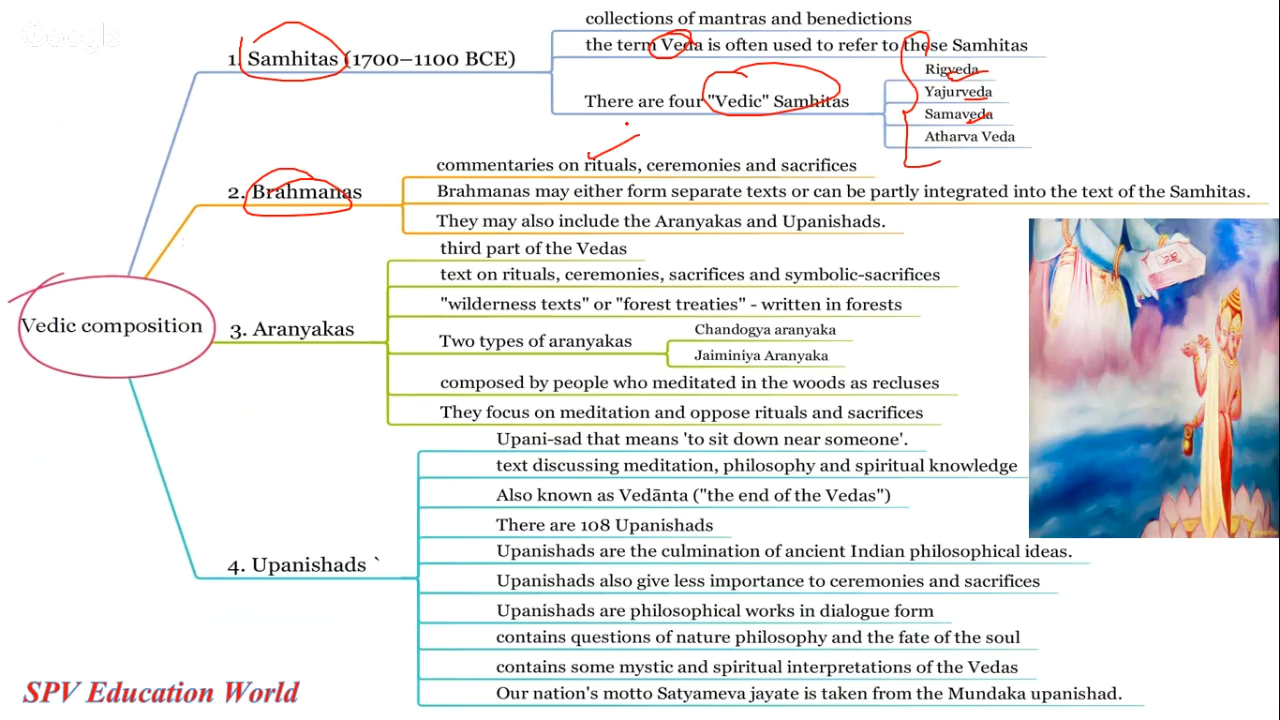 Google
collections of mantras and benedictions
the term Veda is often used to refer to these Samhitas
1. Samhitas (1700–1100 BCE)
There are four "Vedic" Samhitas
Rigveda
Yajurveda
Samaveda
Atharva Veda
commentaries on rituals, ceremonies and sacrifices
2. Brahmanas
Brahmanas may either form separate texts or can be partly integrated into the text of the Samhitas.
They may also include the Aranyakas and Upanishads.
Vedic composition
third part of the Vedas
text on rituals, ceremonies, sacrifices and symbolic-sacrifices
"wilderness texts" or "forest treaties" - written in forests
3. Aranyakas
Two types of aranyakas
Chandogya aranyaka
Jaiminiya Aranyaka
composed by people who meditated in the woods as recluses
They focus on meditation and oppose rituals and sacrifices
Upani-sad that means 'to sit down near someone'.
text discussing meditation, philosophy and spiritual knowledge
Also known as Vedānta ("the end of the Vedas")
There are 108 Upanishads
Upanishads are the culmination of ancient Indian philosophical ideas.
4. Upanishads `
Upanishads also give less importance to ceremonies and sacrifices
Upanishads are philosophical works in dialogue form
contains questions of nature philosophy and the fate of the soul
contains some mystic and spiritual interpretations of the Vedas
Our nation's motto Satyameva jayate is taken from the Mundaka upanishad.
SPV Education World